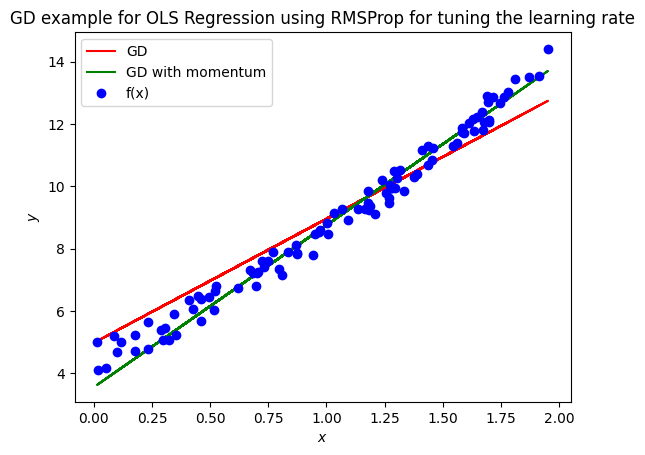 GD example for OLS Regression using RMSProp for tuning the learning rate
GD
GD with momentum
f(x)
14
12
10
8
6
4
y
0.00 0.25 0.50 0.75 1.00 1.25 1.50 1.75 2.00
x